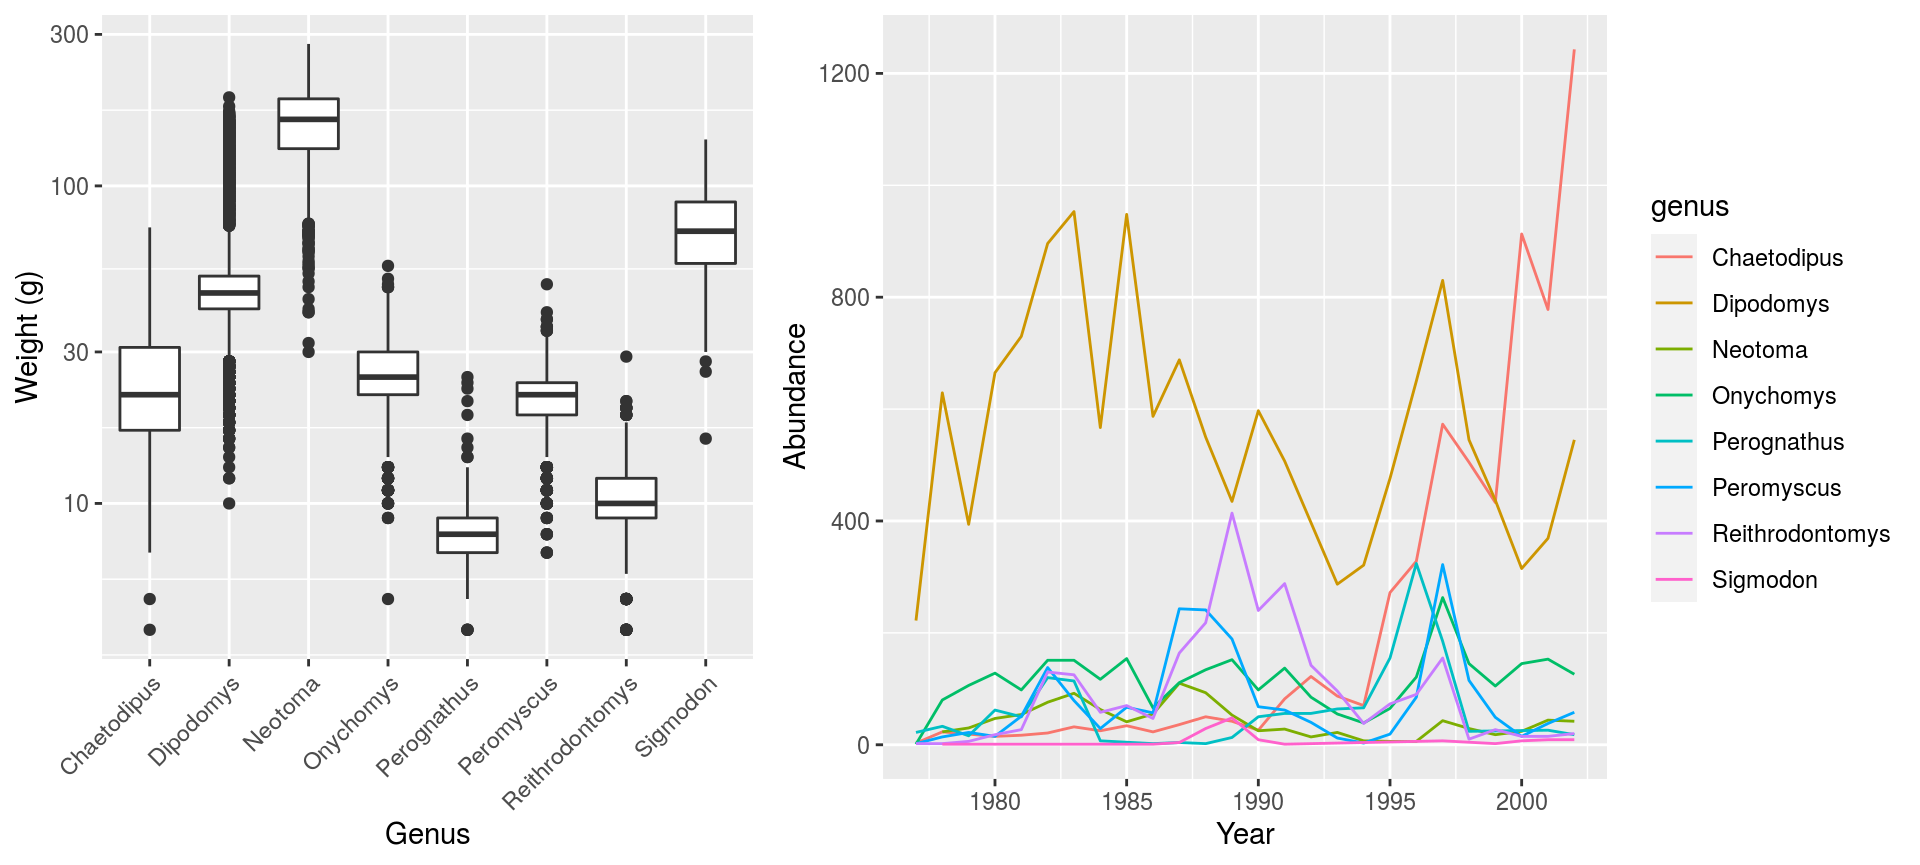 300
100
30
10
Weight (g)
Chaetodipus
Dipodomys
Neotoma
Onychomys
Perognathus
Peromyscus
Reithrodontomys
Sigmodon
Genus
1200
800
400
0
Abundance
1980
1985
1990
1995
2000
Year
genus
Chaetodipus
Dipodomys
Neotoma
Onychomys
Perognathus
Peromyscus
Reithrodontomys
Sigmodon